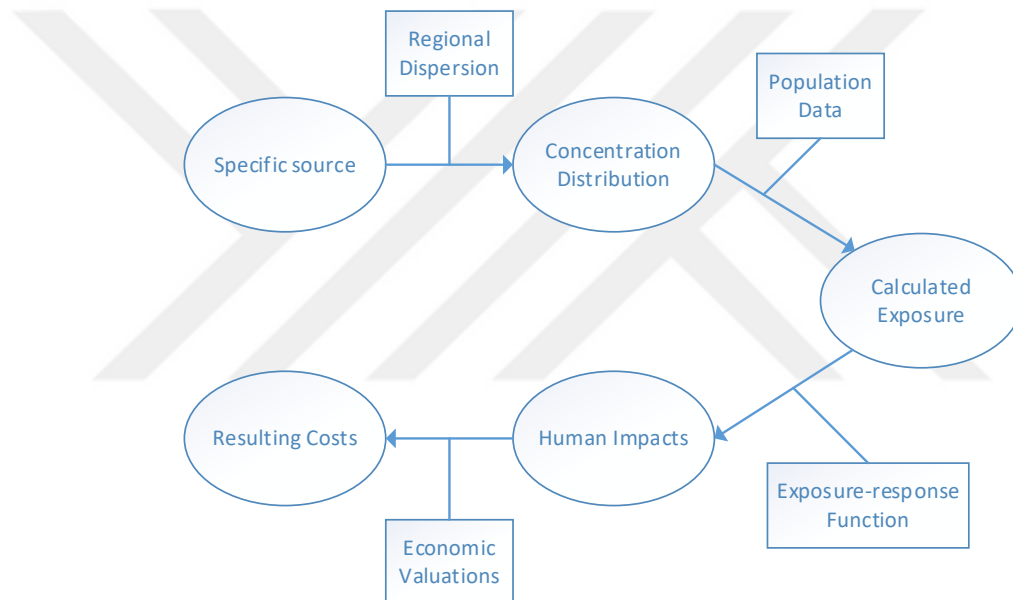 Regional
Dispersion
Population
Data
Specific source
Concentration
Distribution
Calculated
Exposure
Resulting Costs
Human Impacts
Exposure-response
Function
Economic
Valuations